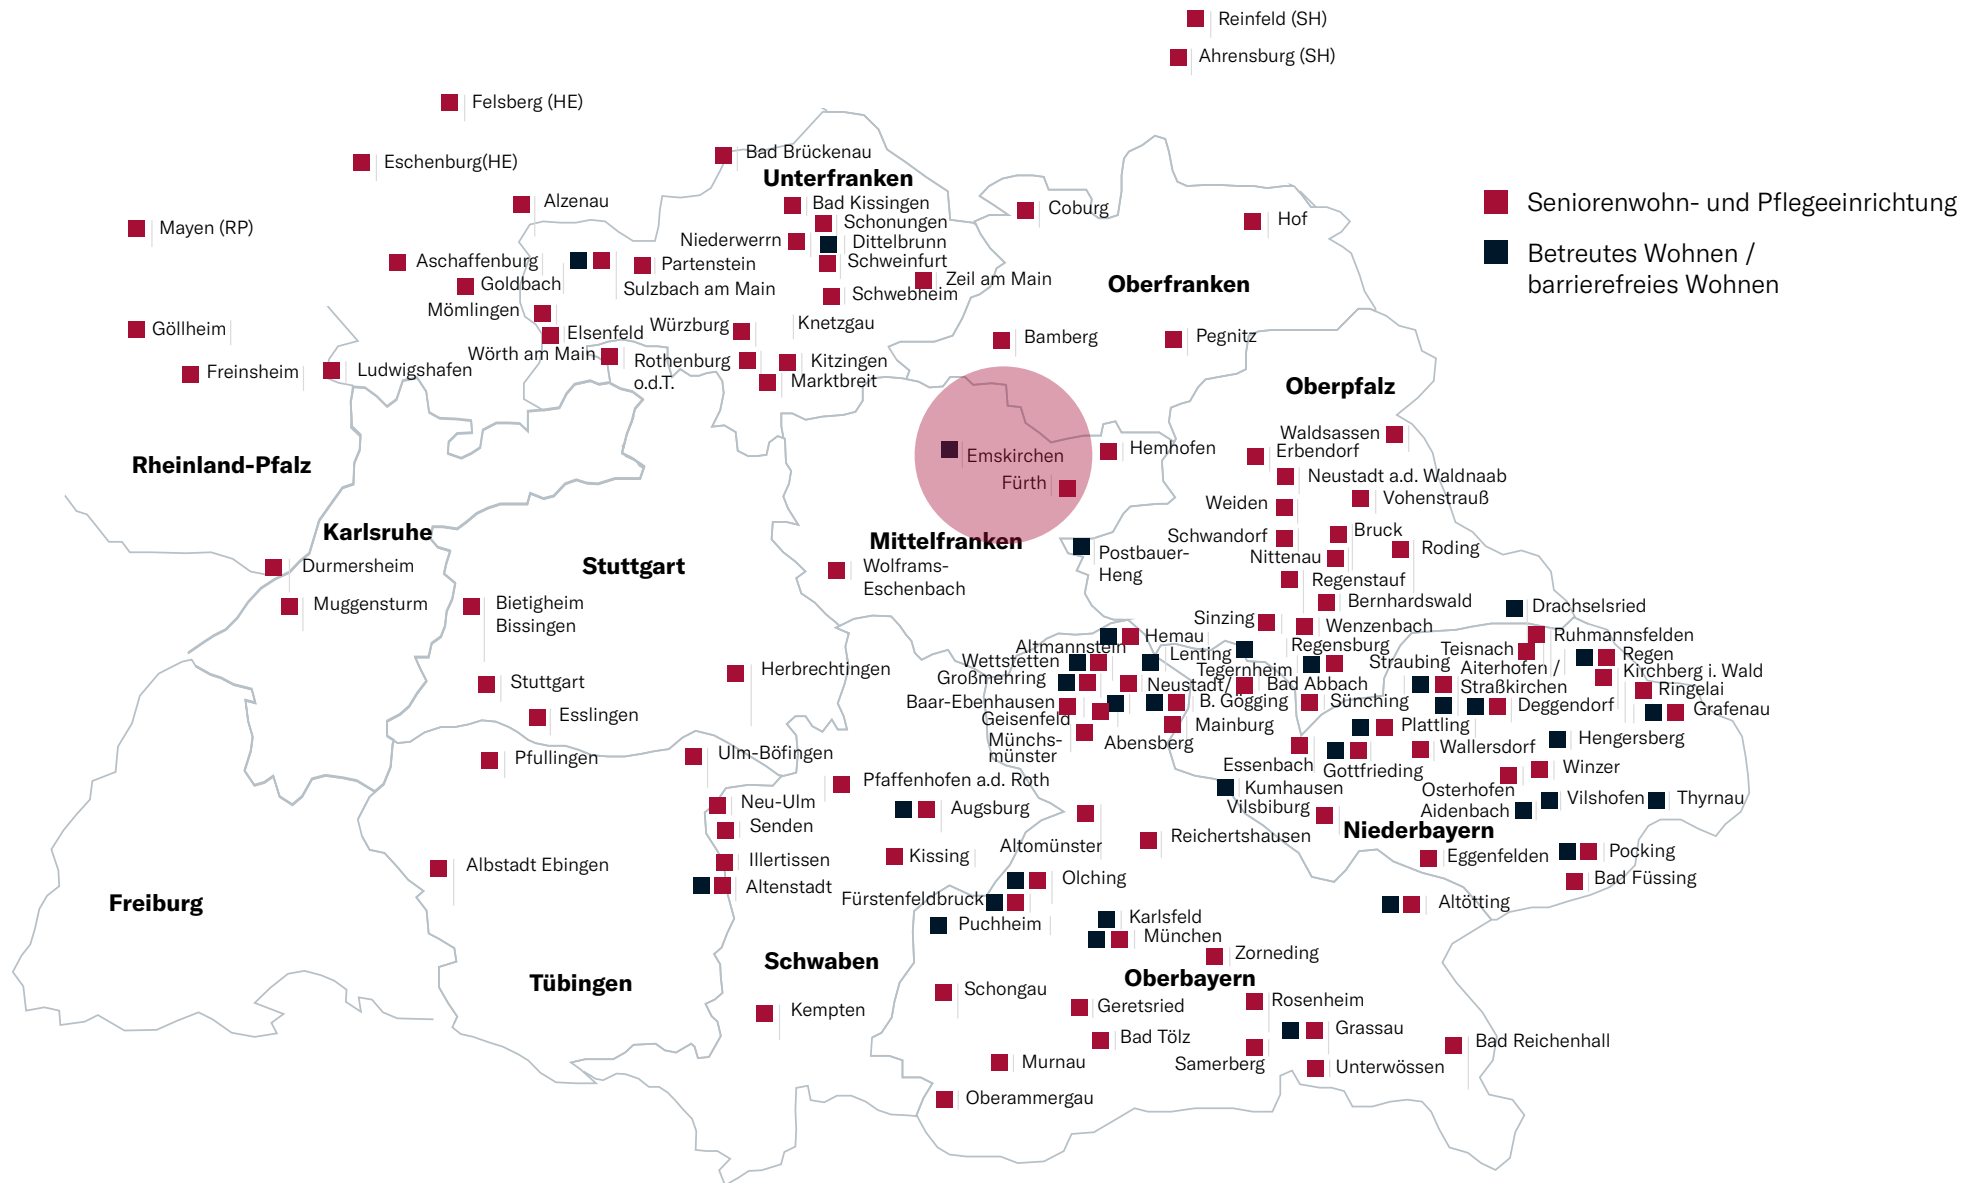 Reinfeld (SH)
Ahrensburg (SH)
Felsberg (HE)
Eschenburg(HE)
Bad Brückenau
Unterfranken
Alzenau
Bad Kissingen
Schonungen
Coburg
Hof
Seniorenwohn- und Pflegeeinrichtung
Betreutes Wohnen /
barrierefreies Wohnen
Mayen (RP)
Niederwerrn
Dittelbrunn
Aschaffenburg
Partenstein
Schweinfurt
Goldbach
Sulzbach am Main
Zeil am Main
Schwebheim
Oberfranken
Mömlingen
Elsenfeld
Würzburg
Knetzgau
Göllheim
Bamberg
Pegnitz
Wörth am Main
Rothenburg
o.d.T.
Kitzingen
Marktbreit
Freinsheim
Ludwigshafen
Oberpfalz
Rheinland-Pfalz
Emskirchen
Fürth
Hemhofen
Waldsassen
Erbendorf
Neustadt a.d. Waldnaab
Vohenstrauß
Weiden
Karlsruhe
Stuttgart
Mittelfranken
Schwandorf
Bruck
Nittenau
Roding
Postbauer-
Heng
Durmersheim
Muggensturm
Bietigheim
Bissingen
Wolframs-
Eschenbach
Regenstauf
Bernhardswald
Drachselsried
Sinzing
Wenzenbach
Ruhmannsfelden
Altmannstein
Hemau
Regensburg
Teisnach
Regen
Wettstetten
Lenting
Tegernheim
Straubing
Aiterhofen /
Straßkirchen
Kirchberg i. Wald
Großmehring
Neustadt/
B. Gögging
Bad Abbach
Ringelai
Baar-Ebenhausen
Sünching
Deggendorf
Grafenau
Geisenfeld
Mainburg
Plattling
Münchs-
münster
Abensberg
Wallersdorf
Hengersberg
Essenbach
Gottfrieding
Winzer
Herbrechtingen
Stuttgart
Esslingen
Pfullingen
Ulm-Böfingen
Pfaffenhofen a.d. Roth
Kumhausen
Osterhofen
Vilsbiburg
Aidenbach
Vilshofen
Thyrnau
Neu-Ulm
Augsburg
Senden
Reichertshausen
Niederbayern
Altomünster
Illertissen
Kissing
Eggenfelden
Pocking
Albstadt Ebingen
Altenstadt
Olching
Bad Füssing
Freiburg
Fürstenfeldbruck
Altötting
Puchheim
Karlsfeld
München
Zorneding
Tübingen
Schwaben
Oberbayern
Schongau
Kempten
Geretsried
Rosenheim
Grassau
Bad Tölz
Bad Reichenhall
Murnau
Samerberg
Unterwössen
Oberammergau